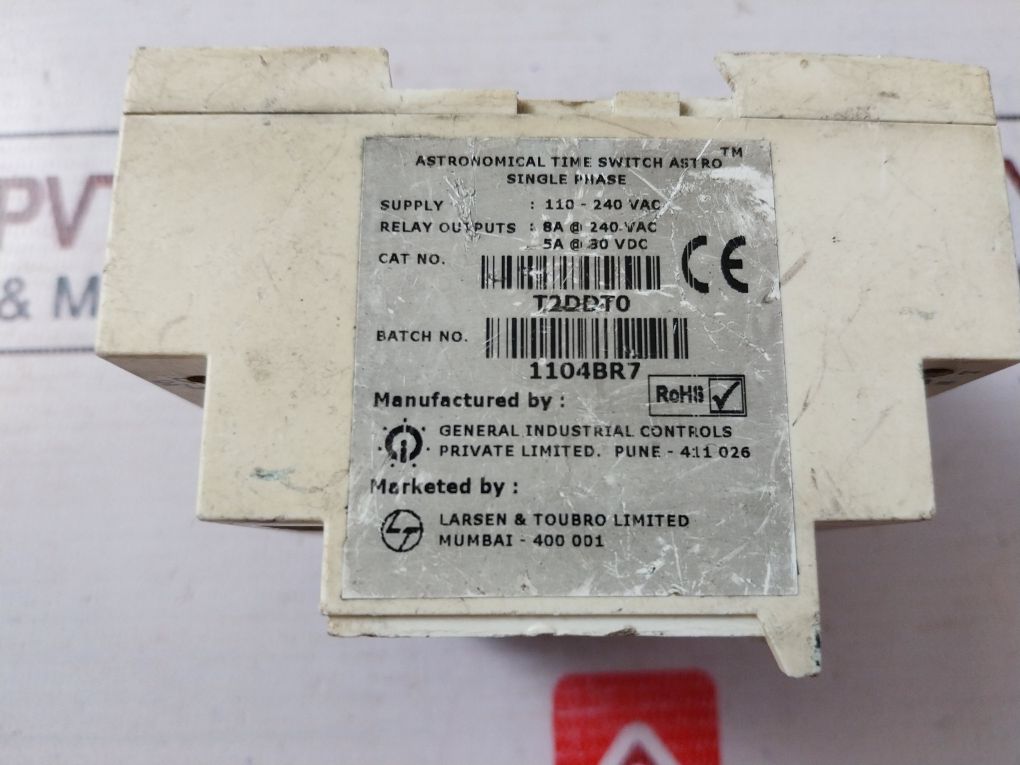 ASTRONOMICAL TIME SWITCH ASTRO™
SINGLE PHASE
SUPPLY : 110 - 240 VAC
RELAY OUTPUTS : 8A @ 240 VAC
5A @ 30 VDC
CE
CAT NO.
T2DDT0
BATCH NO.
1104BR7
RoHS
Manufactured by :
GENERAL INDUSTRIAL CONTROLS
PRIVATE LIMITED. PUNE - 411 026
Marketed by :
LARSEN & TOUBRO LIMITED
MUMBAI - 400 001
PVT
& M